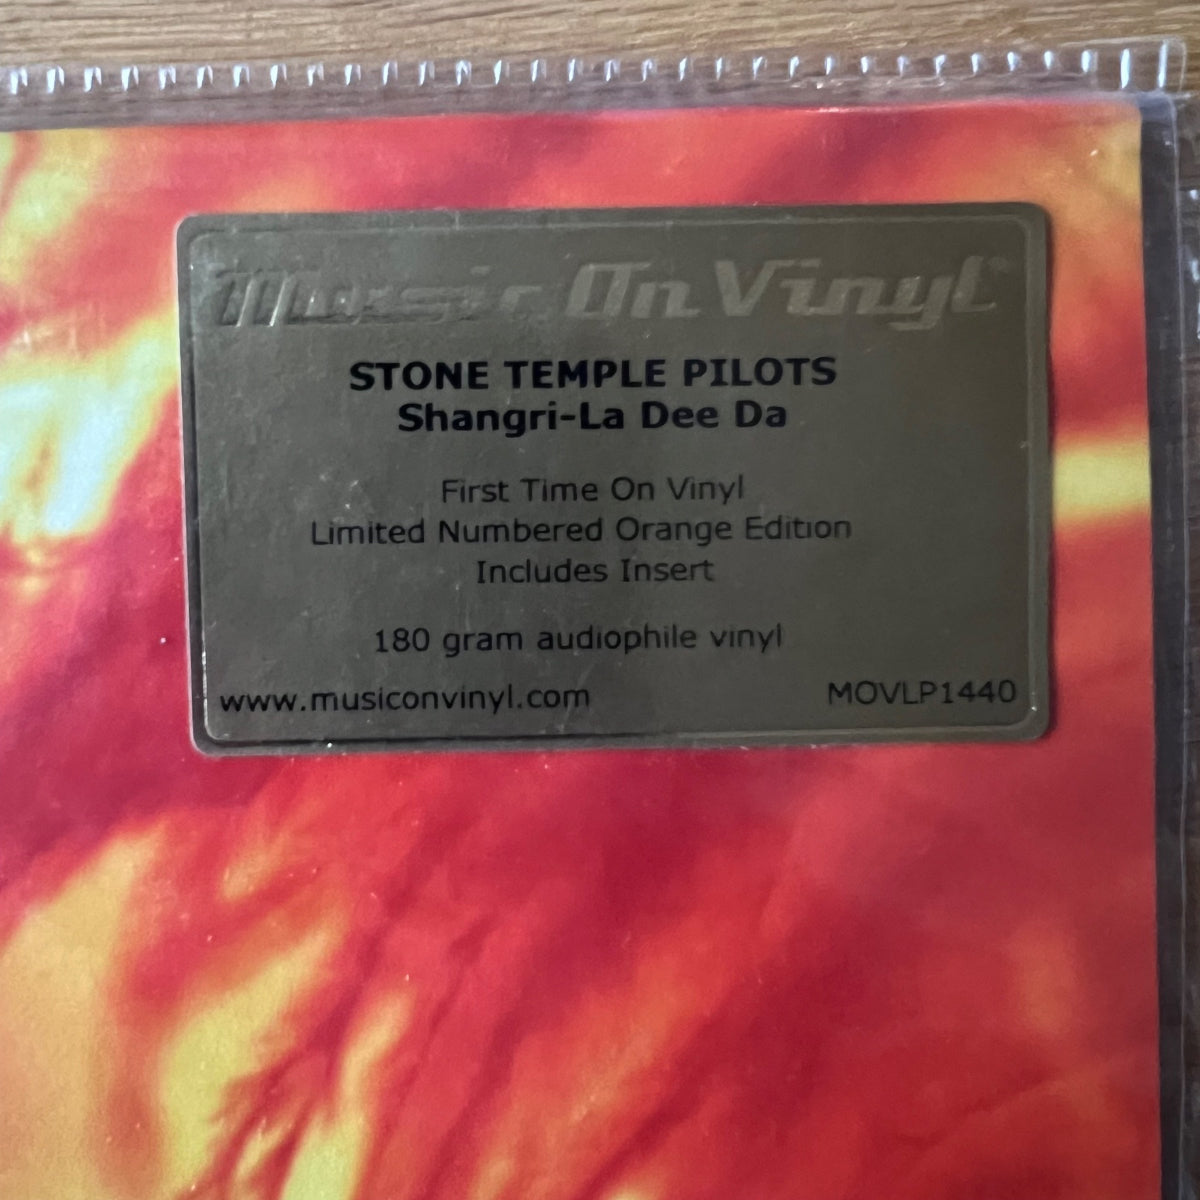 Music On Vinyl
STONE TEMPLE PILOTS
Shangri-La Dee Da
First Time On Vinyl
Limited Numbered Orange Edition
Includes Insert
180 gram audiophile vinyl
www.musiconvinyl.com MOVLP1440